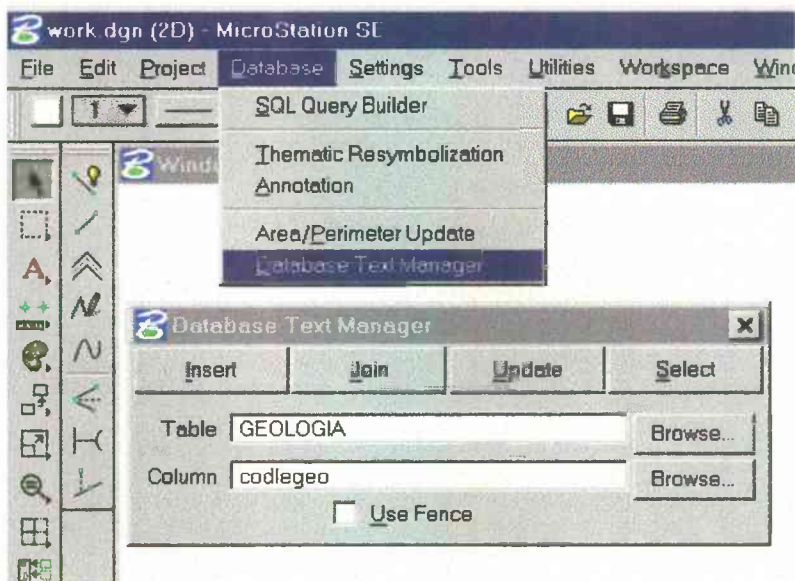 work.dgn (2D) - MicroStation SE
File Edit Project Database Settings Tools Utilities Workspace
1
SQL Query Builder
Thematic Resymbolization
Annotation
Area/Perimeter Update
Database Text Manager
Database Text Manager
Insert Join Update Select
Table GEOLOGIA Browse...
Column codlegeo Browse...
Use Fence